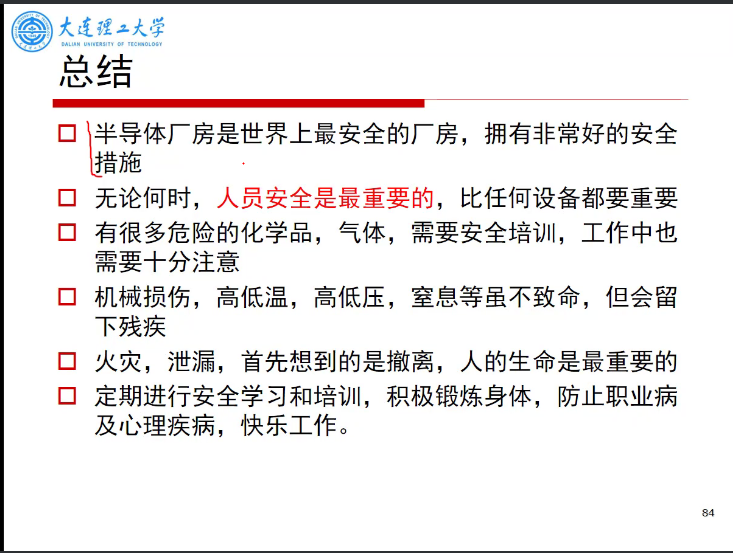 大连理工大学
DALIAN UNIVERSITY OF TECHNOLOGY
总结
半导体厂房是世界上最安全的厂房，拥有非常好的安全
措施
无论何时，人员安全是最重要的，比任何设备都要重要
有很多危险的化学品，气体，需要安全培训，工作中也
需要十分注意
机械损伤，高低温，高低压，窒息等虽不致命，但会留
下残疾
火灾，泄漏，首先想到的是撤离，人的生命是最重要的
定期进行安全学习和培训，积极锻炼身体，防止职业病
及心理疾病，快乐工作。
84